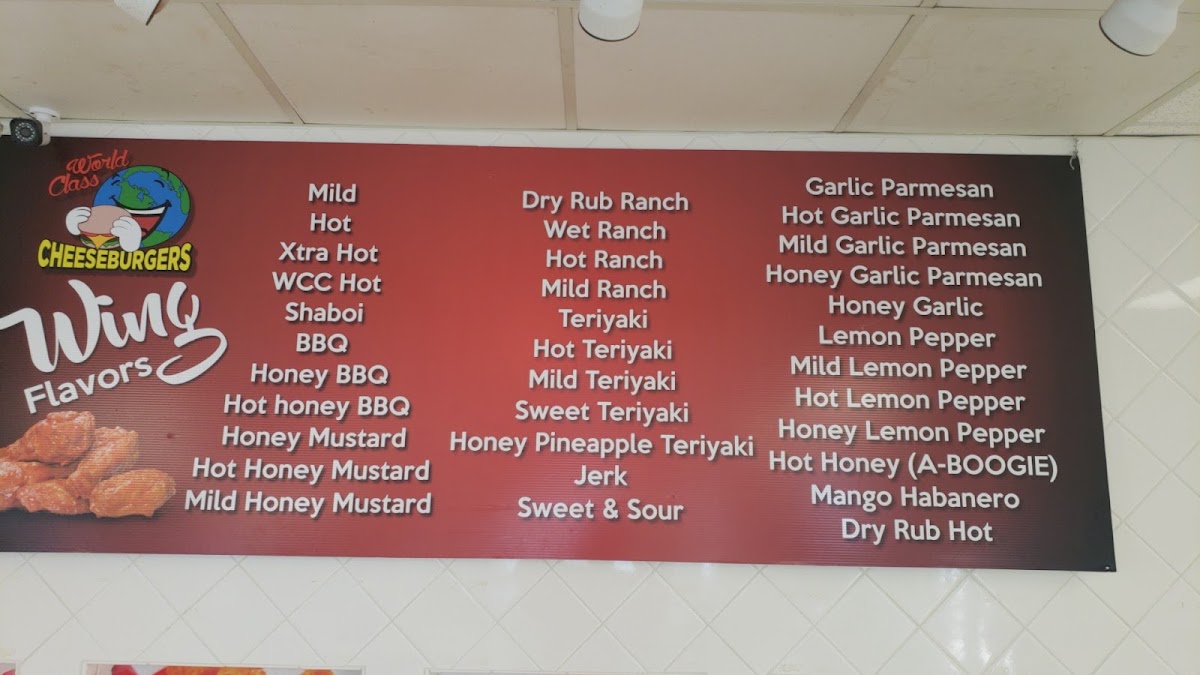 World
Class
CHEESEBURGERS
Wing
Flavors
Mild
Hot
Xtra Hot
WCC Hot
Shaboi
BBQ
Honey BBQ
Hot honey BBQ
Honey Mustard
Hot Honey Mustard
Mild Honey Mustard
Dry Rub Ranch
Wet Ranch
Hot Ranch
Mild Ranch
Teriyaki
Hot Teriyaki
Mild Teriyaki
Sweet Teriyaki
Honey Pineapple Teriyaki
Jerk
Sweet & Sour
Garlic Parmesan
Hot Garlic Parmesan
Mild Garlic Parmesan
Honey Garlic Parmesan
Honey Garlic
Lemon Pepper
Mild Lemon Pepper
Hot Lemon Pepper
Honey Lemon Pepper
Hot Honey (A-BOOGIE)
Mango Habanero
Dry Rub Hot